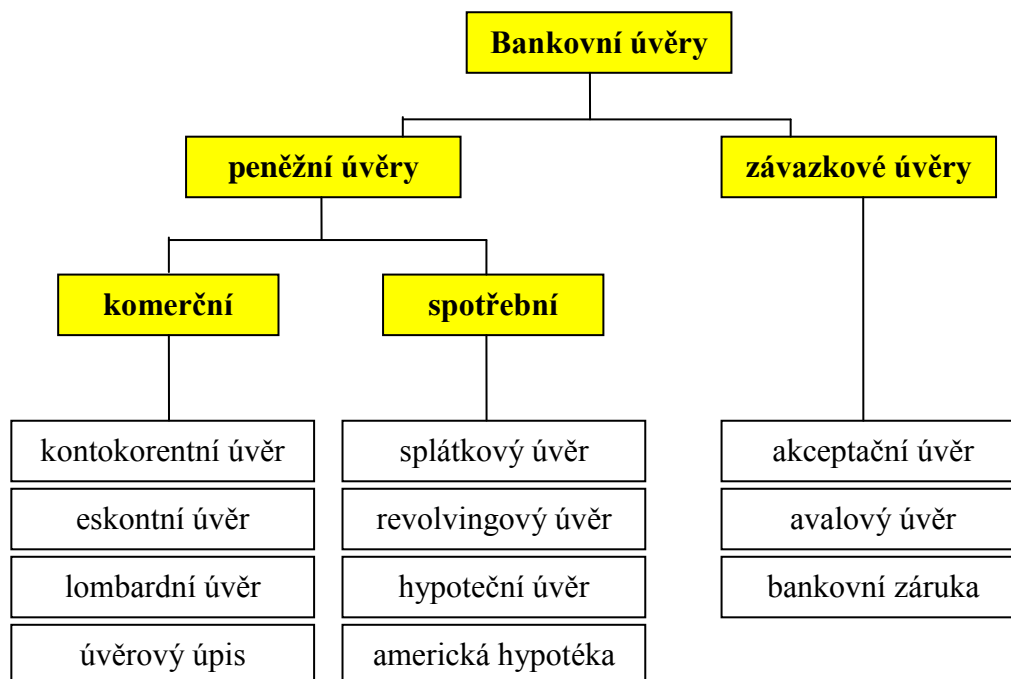 Bankovní úvěry
peněžní úvěry
závazkové úvěry
komerční
spotřební
kontokorentní úvěr
eskontní úvěr
lombardní úvěr
úvěrový úpis
splátkový úvěr
revolvingový úvěr
hypoteční úvěr
americká hypotéka
akceptační úvěr
avalový úvěr
bankovní záruka